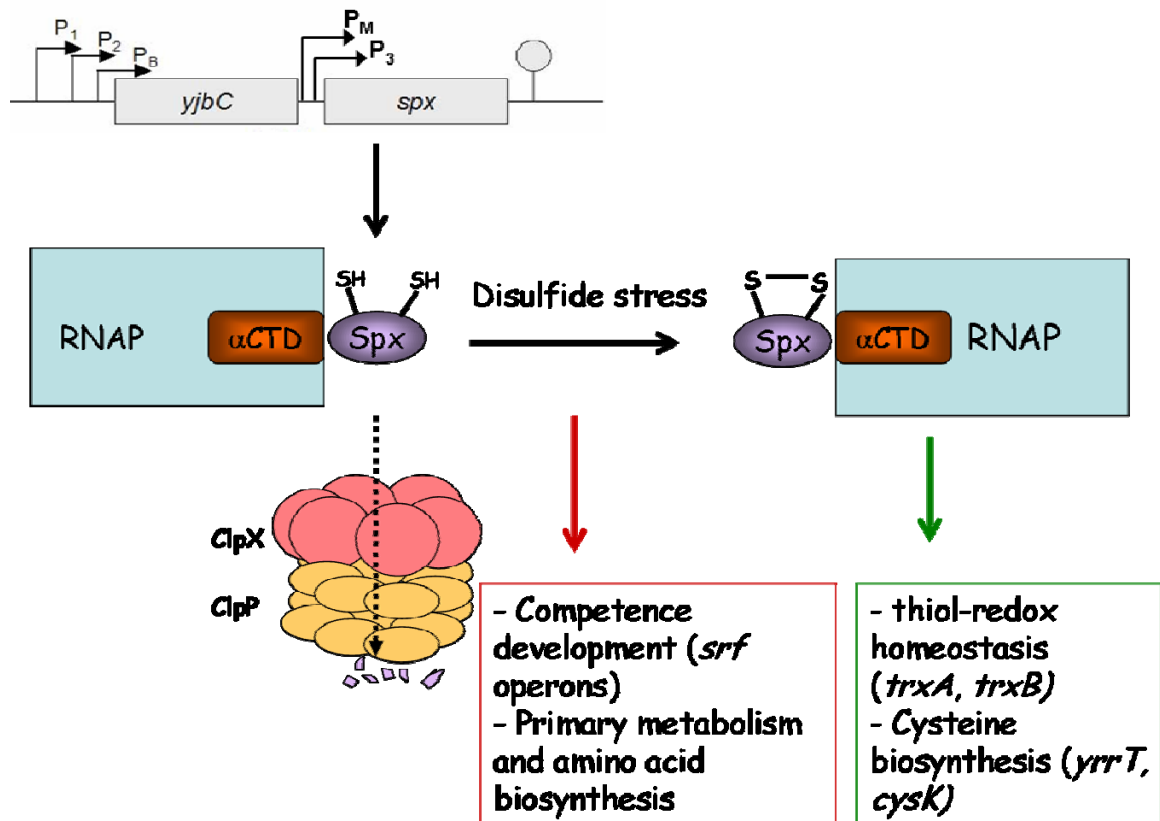 P1
P2
PB
PM
P3
yjbC
spx
SH
SH
Disulfide stress
S
S
RNAP
αCTD
Spx
Spx
αCTD
RNAP
ClpX
ClpP
- Competence
development (srf
operons)
- Primary metabolism
and amino acid
biosynthesis
- thiol-redox
homeostasis
(trxA, trxB)
- Cysteine
biosynthesis (yrrT,
cysK)